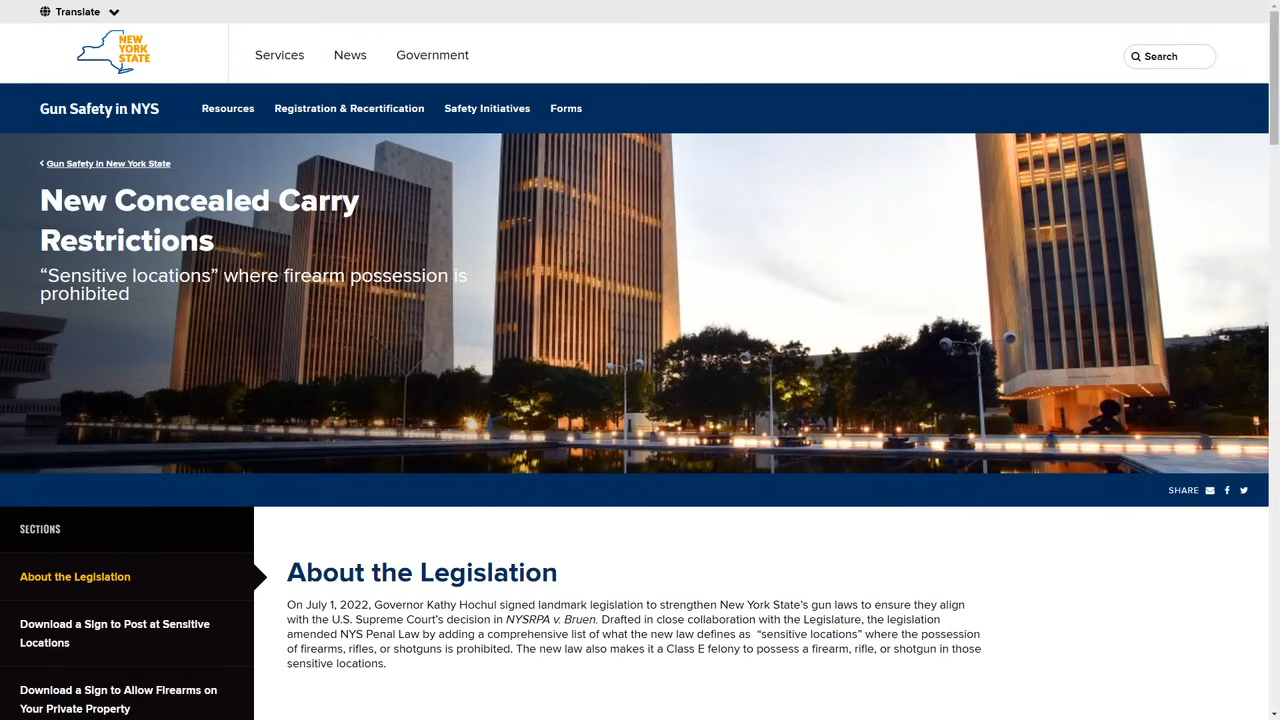 Translate
NEW
YORK
STATE
Services
News
Government
Search
Gun Safety in NYS
Resources
Registration & Recertification
Safety Initiatives
Forms
Gun Safety in New York State
New Concealed Carry
Restrictions
“Sensitive locations” where firearm possession is
prohibited
SHARE
SECTIONS
About the Legislation
Download a Sign to Post at Sensitive
Locations
Download a Sign to Allow Firearms on
Your Private Property
About the Legislation
On July 1, 2022, Governor Kathy Hochul signed landmark legislation to strengthen New York State’s gun laws to ensure they align
with the U.S. Supreme Court’s decision in NYSRPA v. Bruen. Drafted in close collaboration with the Legislature, the legislation
amended NYS Penal Law by adding a comprehensive list of what the new law defines as “sensitive locations” where the possession
of firearms, rifles, or shotguns is prohibited. The new law also makes it a Class E felony to possess a firearm, rifle, or shotgun in those
sensitive locations.